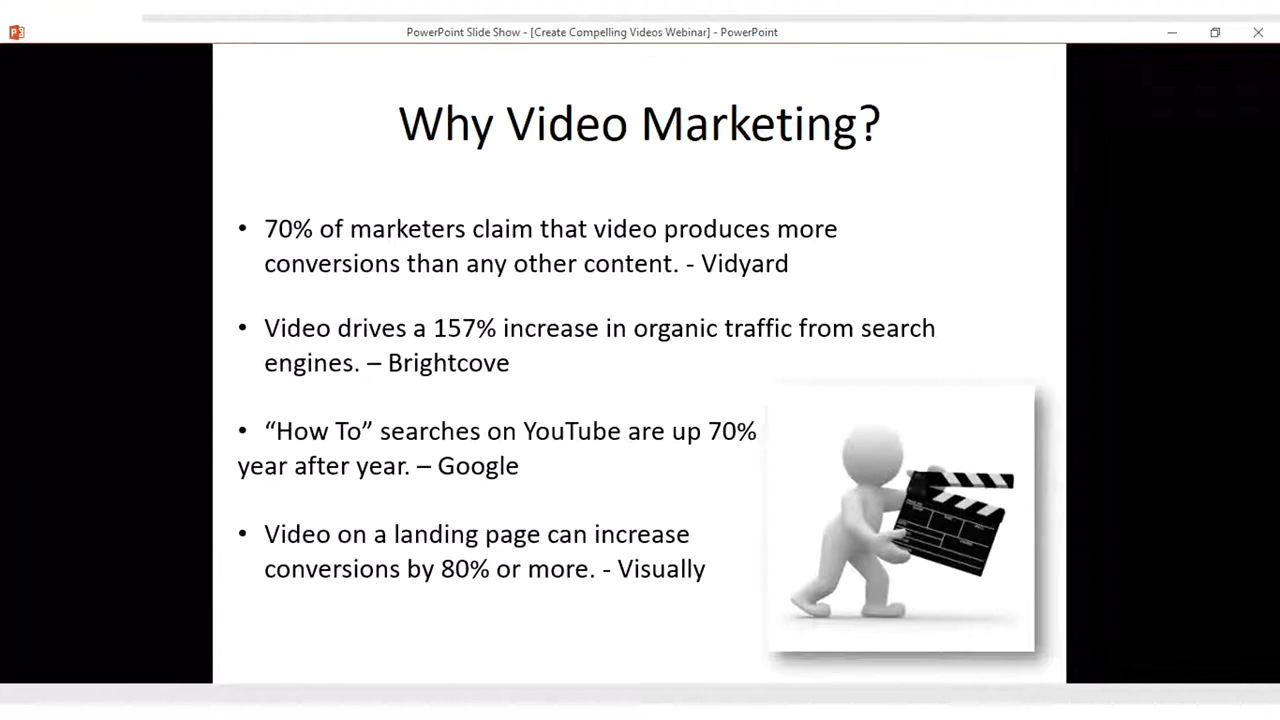 PowerPoint Slide Show - [Create Compelling Videos Webinar] - PowerPoint
Why Video Marketing?
• 70% of marketers claim that video produces more
conversions than any other content. - Vidyard
• Video drives a 157% increase in organic traffic from search
engines. – Brightcove
• “How To” searches on YouTube are up 70%
year after year. – Google
• Video on a landing page can increase
conversions by 80% or more. - Visually